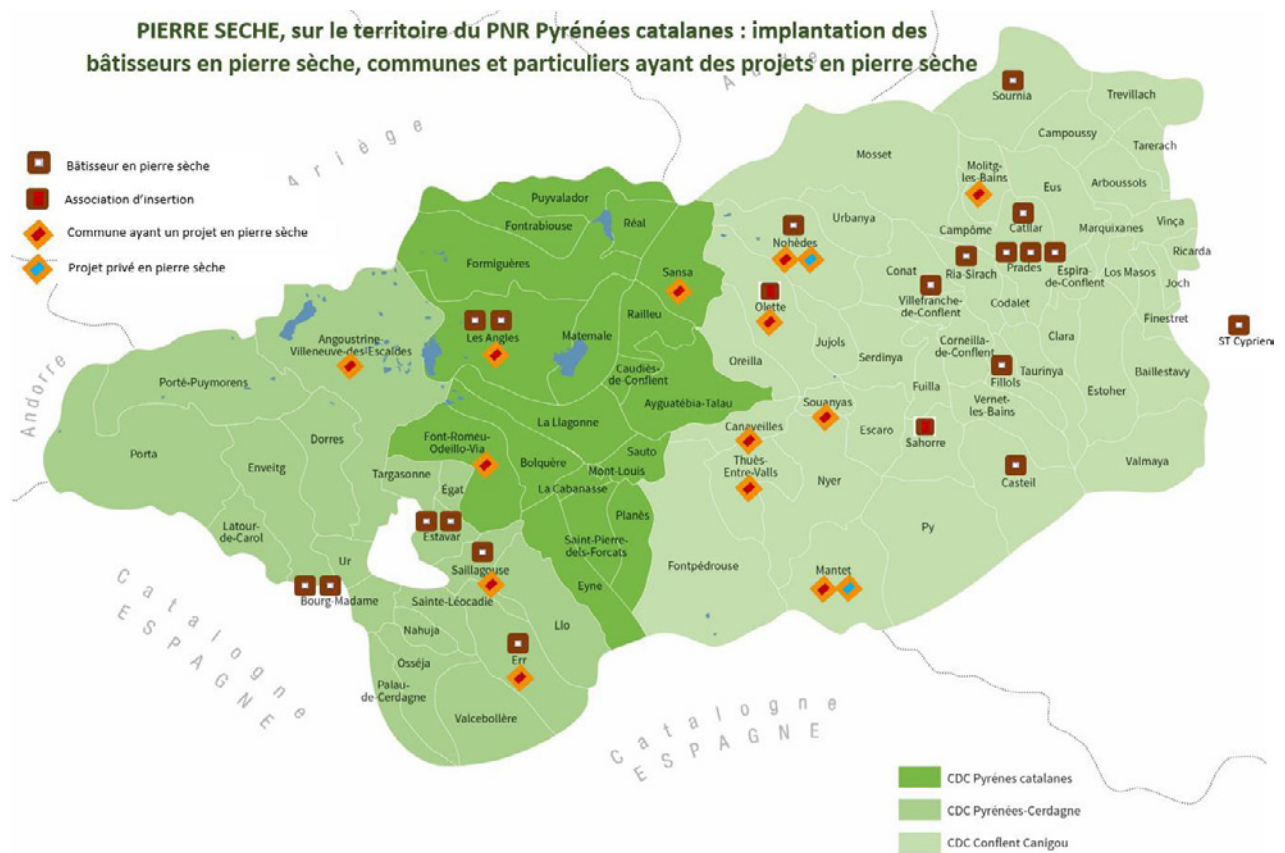 PIERRE SECHE, sur le territoire du PNR Pyrénées catalanes : implantation des
bâtisseurs en pierre sèche, communes et particuliers ayant des projets en pierre sèche
Bâtisseur en pierre sèche
Association d'insertion
Commune ayant un projet en pierre sèche
Projet privé en pierre sèche
Ariège
Aude
Andorre
Catalogne
ESPAGNE
Catalogne
ESPAGNE
Sournia
Trevillach
Campoussy
Tarerach
Mosset
Molitg-
les-Bains
Eus
Arboussols
Puyvalador
Fontrabiouse
Réal
Urbanya
Nohèdes
Campôme
Catllar
Marquixanes
Vinça
Ricarda
Formiguères
Sansa
Conat
Ria-Sirach
Prades
Espira-
de-Conflent
Los Masos
Joch
Olette
Villefranche-
de-Conflent
Codalet
Finestret
ST Cyprien
Railleu
Les Angles
Matemale
Angoustrine
Villeneuve-des-Escaldes
Oreilla
Jujols
Serdinya
Corneilla-
de-Conflent
Clara
Taurinya
Baillestavy
Porté-Puymorens
Caudiès-
de-Conflent
Fuilla
Fillols
Estoher
Ayguatébia-Talau
Souanyas
Vernet-
les-Bains
La Llagonne
Canaveilles
Escaro
Sahorre
Dorres
Font-Romeu-
Odeillo-Via
Sauto
Thuès-
Entre-Valls
Valmaya
Porta
Enveitg
Targasonne
Bolquère
Mont-Louis
Nyer
Casteil
Egat
La Cabanasse
Planès
Latour-
de-Carol
Estavar
Saint-Pierre-
dels-Forcats
Py
Ur
Saillagouse
Fontpédrouse
Mantet
Eyne
Bourg-Madame
Sainte-Léocadie
Llo
Nahuja
Err
Osséja
Palau-
de-Cerdagne
Valcebollère
CDC Pyrénes catalanes
CDC Pyrénées-Cerdagne
CDC Conflent Canigou